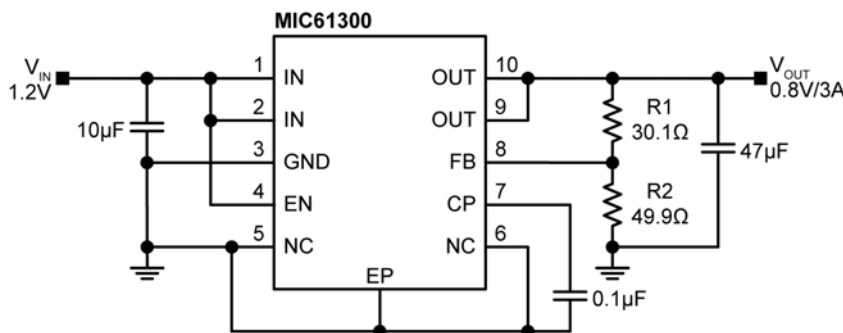 MIC61300
VIN
1.2V
10µF
1
IN
2
IN
3
GND
4
EN
5
NC
EP
OUT
10
OUT
9
FB
8
CP
7
NC
6
R1
30.1Ω
R2
49.9Ω
0.1µF
47µF
VOUT
0.8V/3A